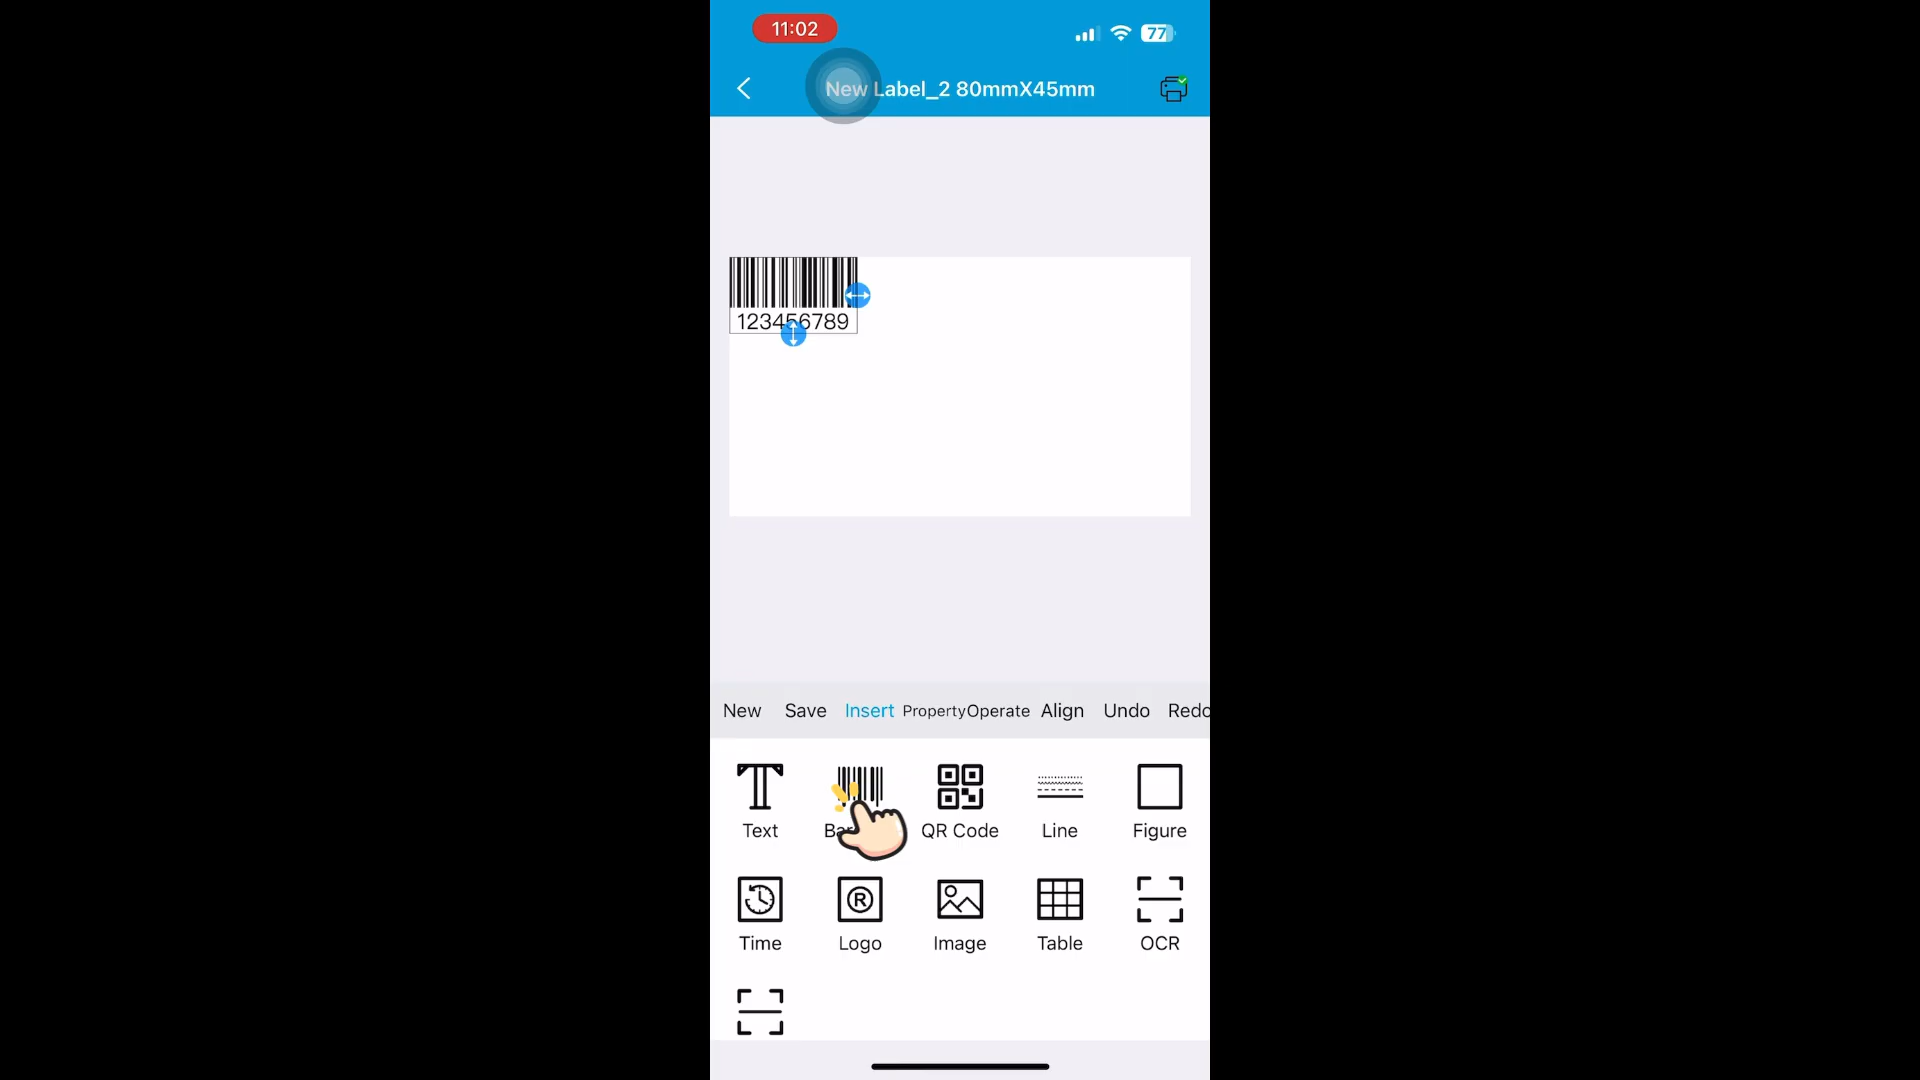 11:02
77
New Label_2 80mmX45mm
123456789
New Save Insert Property Operate Align Undo Redo
Text QR Code Line Figure
R
Time Logo Image Table OCR